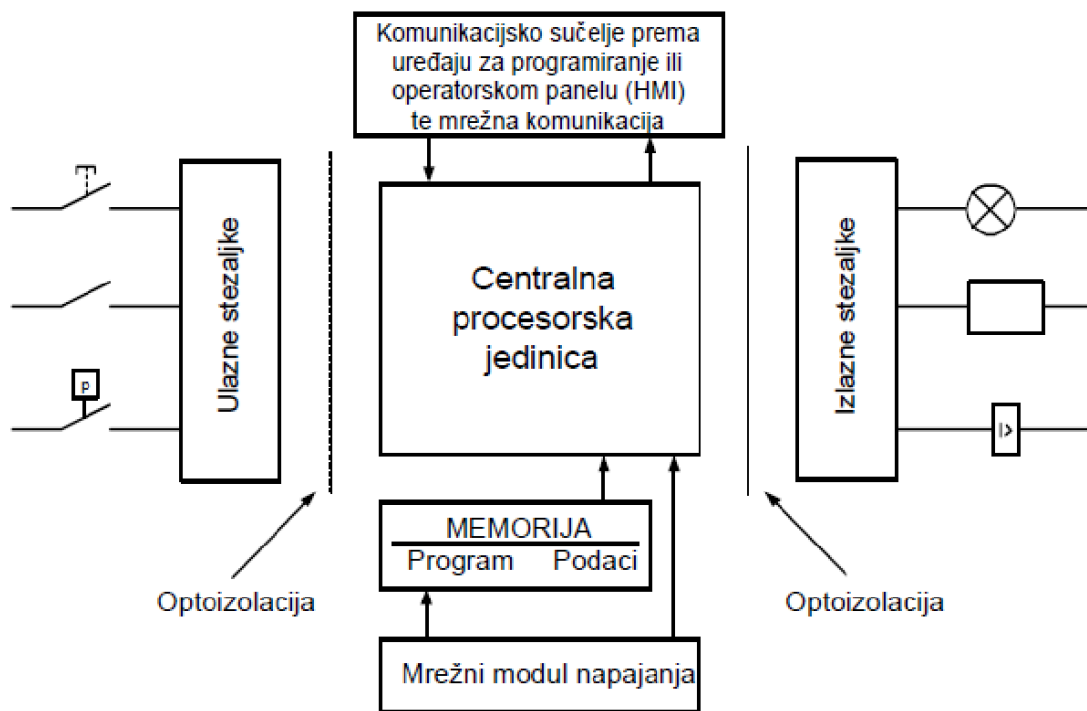 Komunikacijsko sučelje prema
uređaju za programiranje ili
operatorskom panelu (HMI)
te mrežna komunikacija
Ulazne stezaljke
p
Centralna
procesorska
jedinica
Izlazne stezaljke
MEMORIJA
Program Podaci
Optoizolacija
Optoizolacija
Mrežni modul napajanja